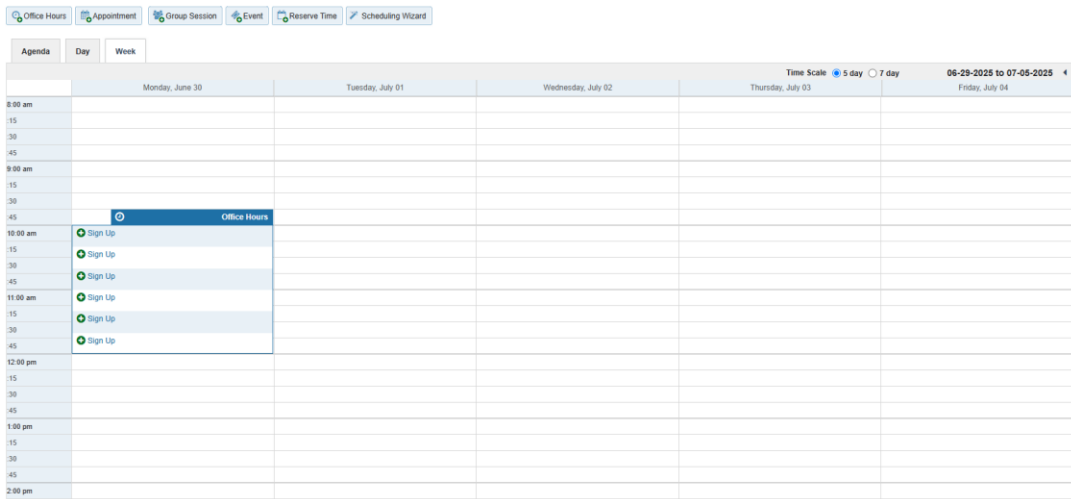 Office Hours Appointment Group Session Event Reserve Time Scheduling Wizard
Agenda Day Week
Time Scale 5 day 7 day 06-29-2025 to 07-05-2025
Monday, June 30 Tuesday, July 01 Wednesday, July 02 Thursday, July 03 Friday, July 04
8:00 am
:15
:30
:45
9:00 am
:15
:30
:45 Office Hours
10:00 am Sign Up
:15 Sign Up
:30 Sign Up
:45
11:00 am Sign Up
:15 Sign Up
:30
:45 Sign Up
12:00 pm
:15
:30
:45
1:00 pm
:15
:30
:45
2:00 pm